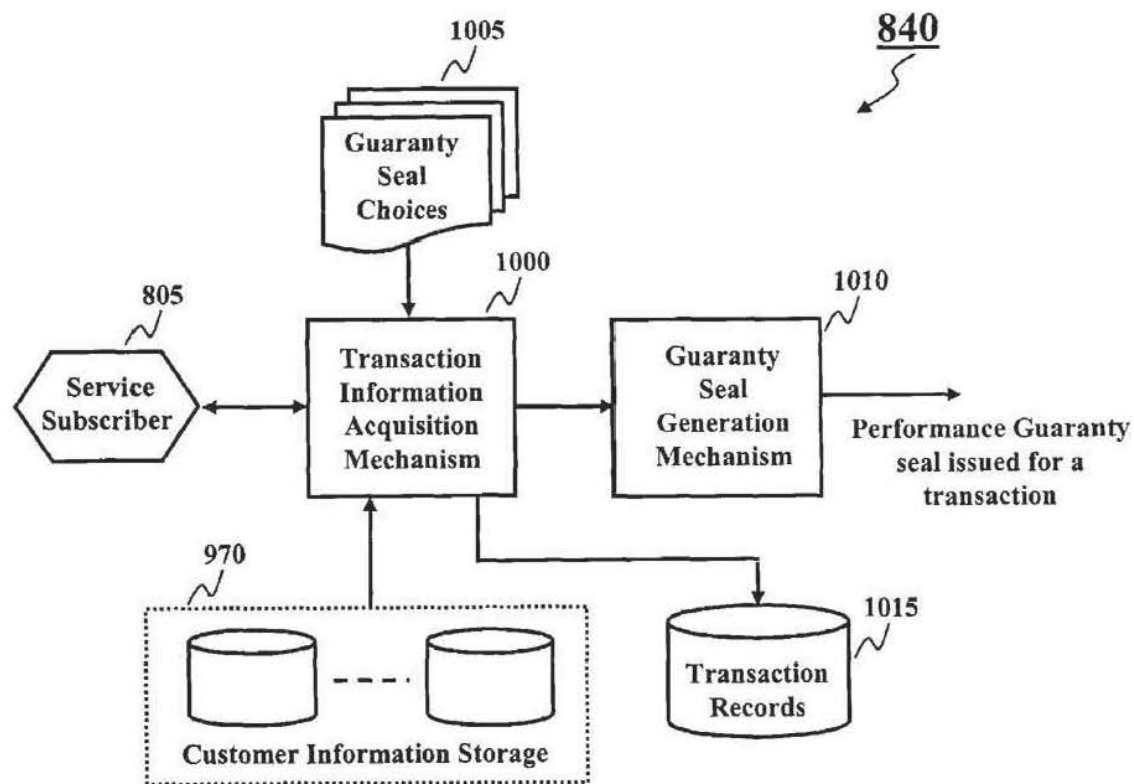 840
1005
Guaranty
Seal
Choices
1000
1010
805
Service
Subscriber
Transaction
Information
Acquisition
Mechanism
Guaranty
Seal
Generation
Mechanism
Performance Guaranty
seal issued for a
transaction
970
Customer Information Storage
1015
Transaction
Records